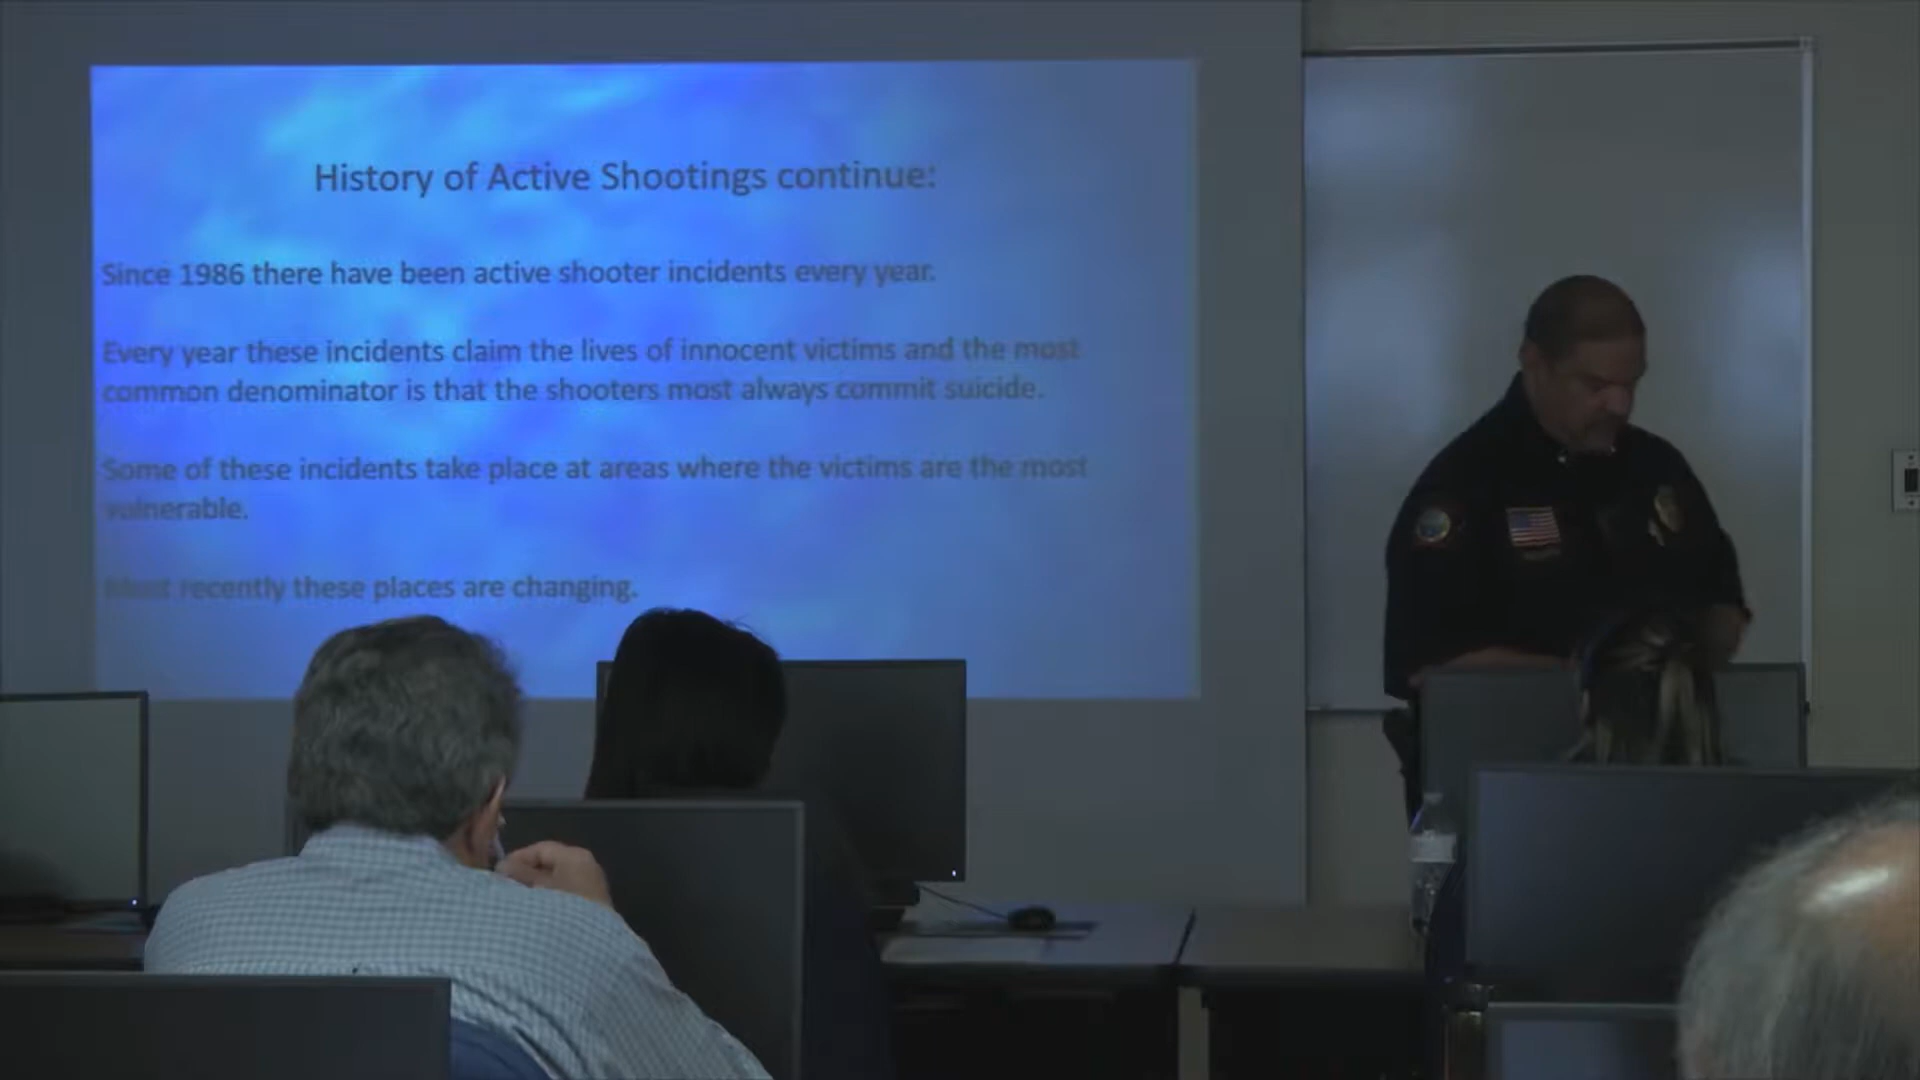 History of Active Shootings continue:
Since 1986 there have been active shooter incidents every year.
Every year these incidents claim the lives of innocent victims and the most
common denominator is that the shooters most always commit suicide.
Some of these incidents take place at areas where the victims are the most
vulnerable.
Most recently these places are changing.